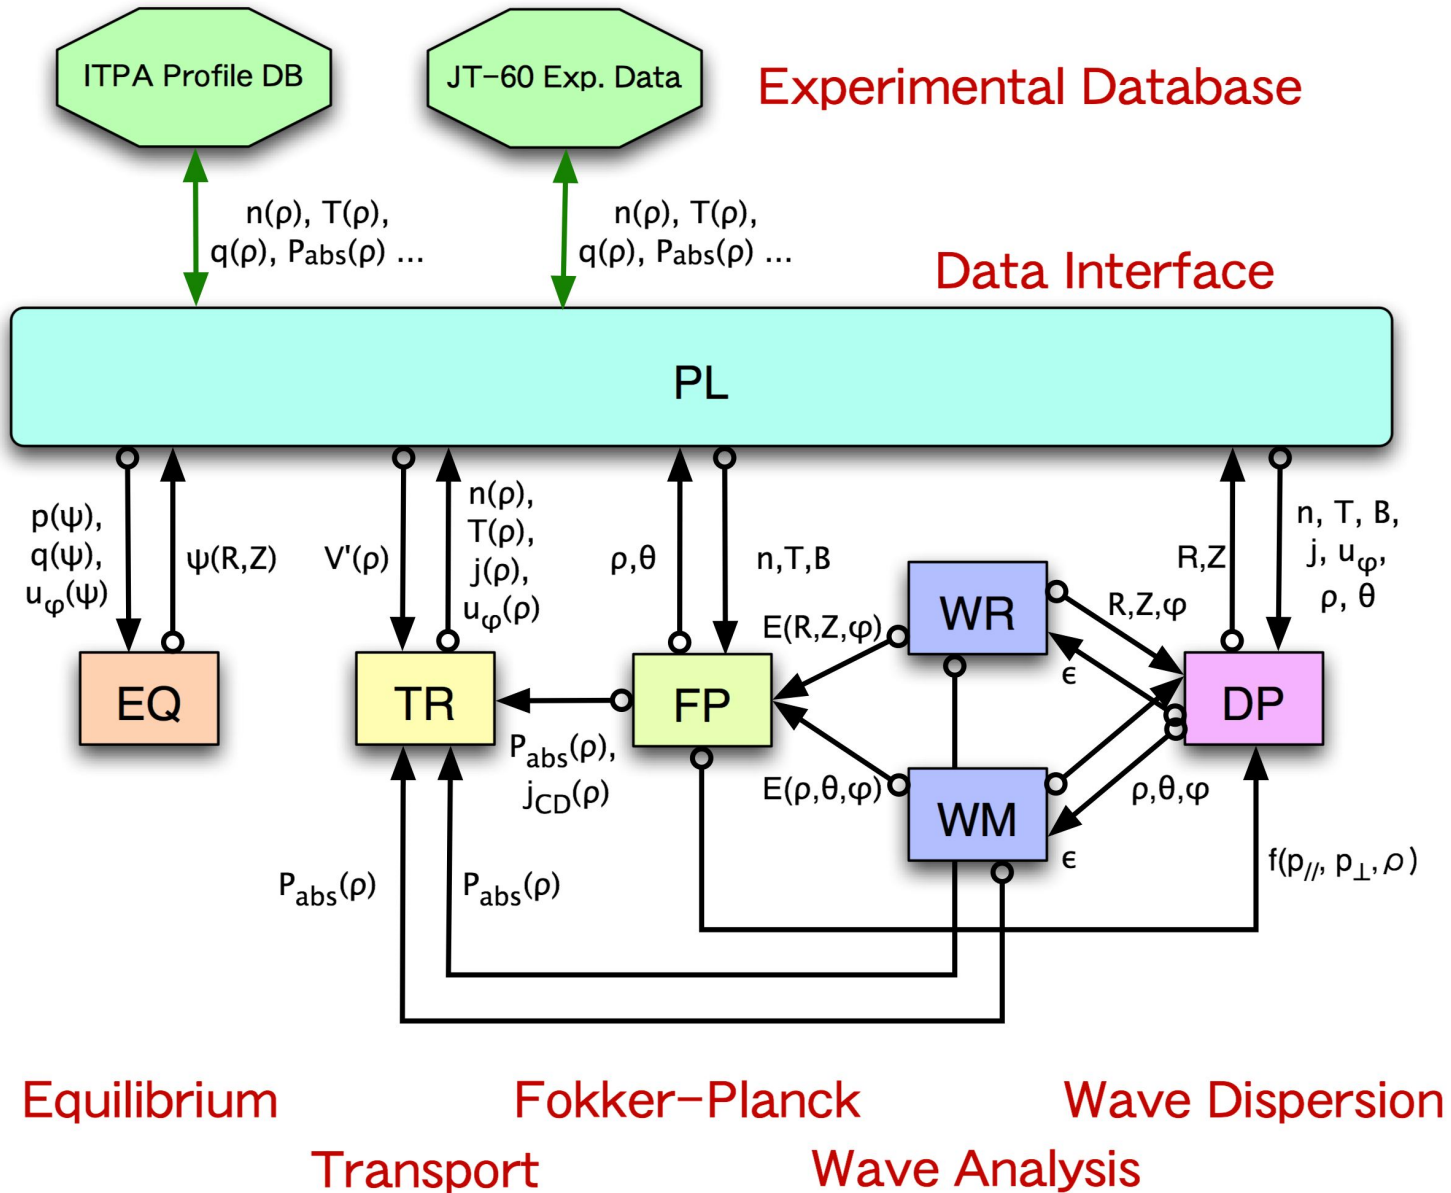 ITPA Profile DB
JT-60 Exp. Data
Experimental Database
n(ρ), T(ρ),
q(ρ), Pabs(ρ) ...
n(ρ), T(ρ),
q(ρ), Pabs(ρ) ...
Data Interface
PL
p(ψ),
q(ψ),
uφ(ψ)
ψ(R,Z)
V'(ρ)
n(ρ),
T(ρ),
j(ρ),
uφ(ρ)
ρ,θ
n,T,B
R,Z
n, T, B,
j, uφ,
ρ, θ
E(R,Z,φ)
WR
R,Z,φ
ϵ
EQ
TR
FP
DP
Pabs(ρ),
jCD(ρ)
E(ρ,θ,φ)
WM
ρ,θ,φ
ϵ
Pabs(ρ)
Pabs(ρ)
f(p//, p⊥, ρ)
Equilibrium
Fokker-Planck
Wave Dispersion
Transport
Wave Analysis